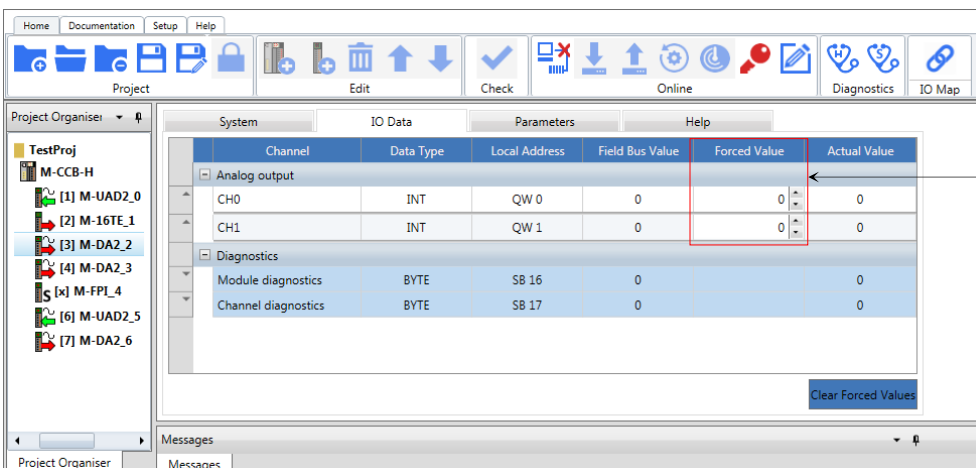 Home Documentation Setup Help
Project Edit Check Online Diagnostics IO Map
Project Organiser
TestProj
M-CCB-H
[1] M-UAD2_0
[2] M-16TE_1
[3] M-DA2_2
[4] M-DA2_3
S [x] M-FPI_4
[6] M-UAD2_5
[7] M-DA2_6
Project Organiser
System IO Data Parameters Help
Channel Data Type Local Address Field Bus Value Forced Value Actual Value
Analog output
CH0 INT QW 0 0 0 0
CH1 INT QW 1 0 0 0
Diagnostics
Module diagnostics BYTE SB 16 0 0
Channel diagnostics BYTE SB 17 0 0
Clear Forced Values
Messages
Messages